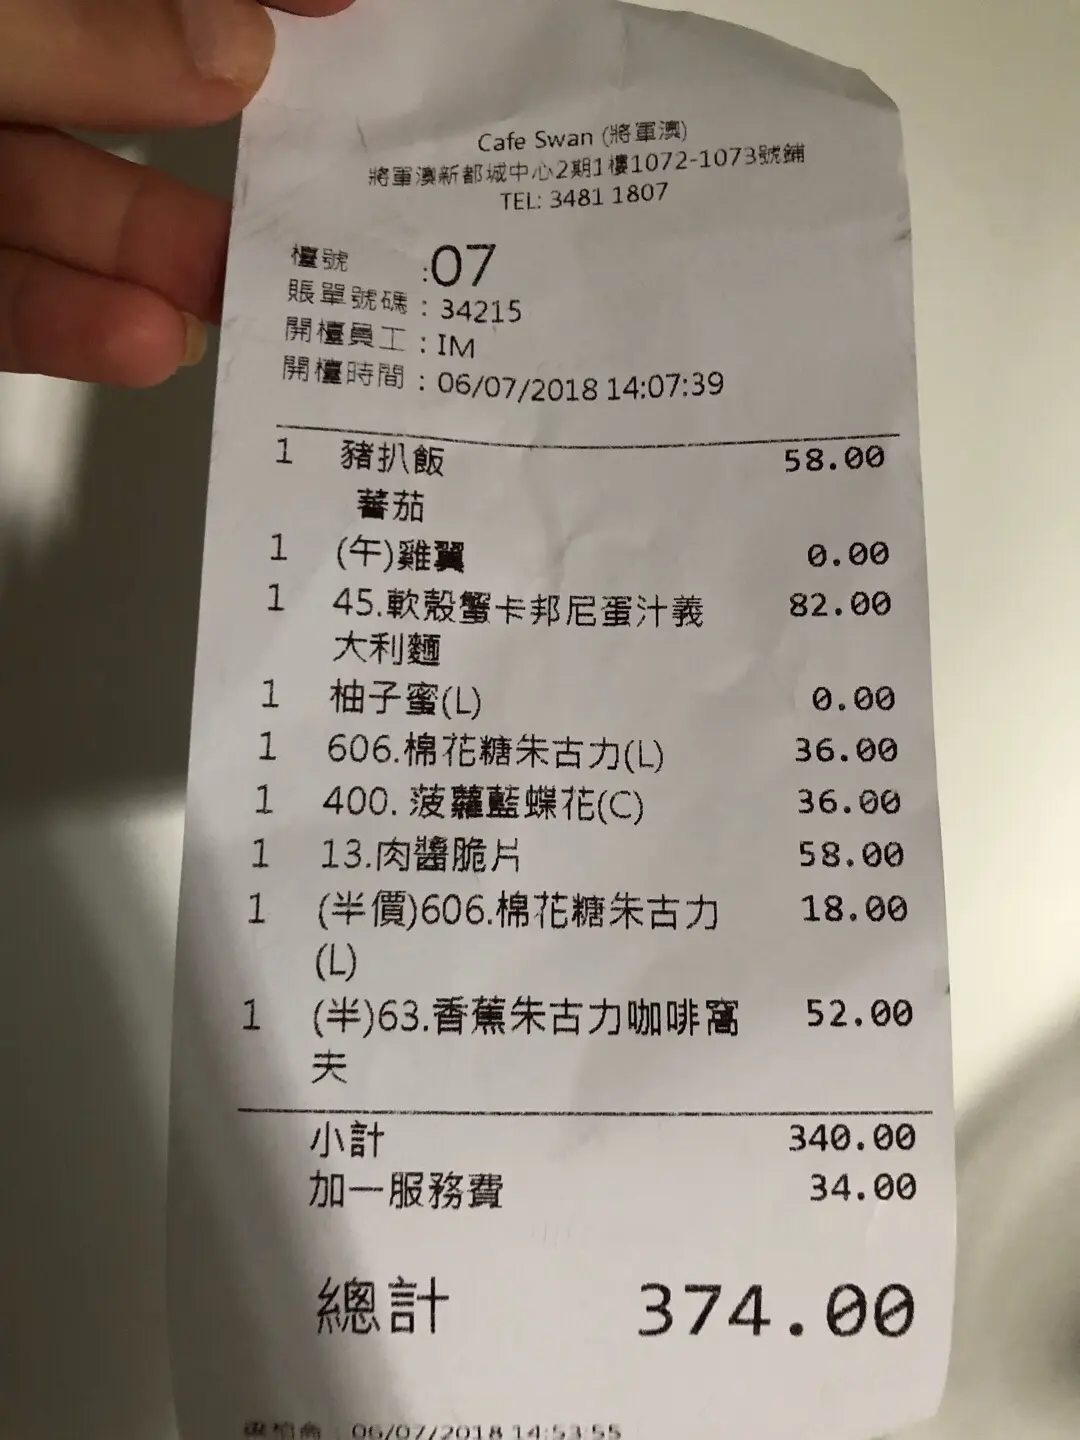 Cafe Swan (將軍澳)
將軍澳新都城中心2期1樓1072-1073號鋪
TEL: 3481 1807
檯號 :07
賬單號碼 : 34215
開檯員工 : IM
開檯時間 : 06/07/2018 14:07:39
1 豬扒飯 58.00
蕃茄
1 (午)雞翼 0.00
1 45.軟殼蟹卡邦尼蛋汁義 82.00
大利麵
1 柚子蜜(L) 0.00
1 606.棉花糖朱古力(L) 36.00
1 400. 菠蘿藍蝶花(C) 36.00
1 13.肉醬脆片 58.00
1 (半價)606.棉花糖朱古力 18.00
(L)
1 (半)63.香蕉朱古力咖啡窩 52.00
夫
小計 340.00
加一服務費 34.00
總計 374.00
06/07/2018 14:53:55